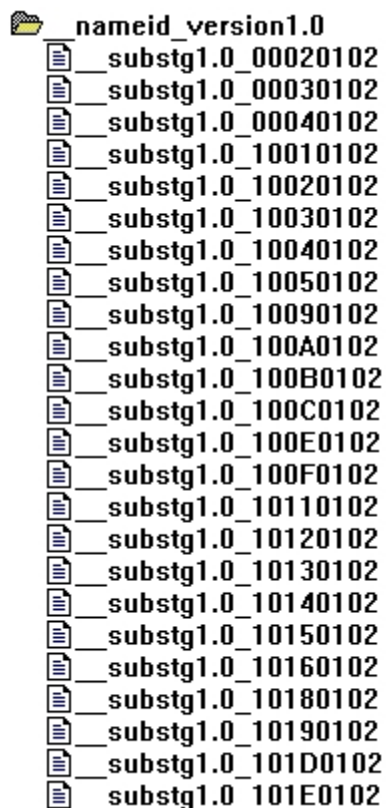 __nameid_version1.0
__substg1.0_00020102
__substg1.0_00030102
__substg1.0_00040102
__substg1.0_10010102
__substg1.0_10020102
__substg1.0_10030102
__substg1.0_10040102
__substg1.0_10050102
__substg1.0_10090102
__substg1.0_100A0102
__substg1.0_100B0102
__substg1.0_100C0102
__substg1.0_100E0102
__substg1.0_100F0102
__substg1.0_10110102
__substg1.0_10120102
__substg1.0_10130102
__substg1.0_10140102
__substg1.0_10150102
__substg1.0_10160102
__substg1.0_10180102
__substg1.0_10190102
__substg1.0_101D0102
__substg1.0_101E0102